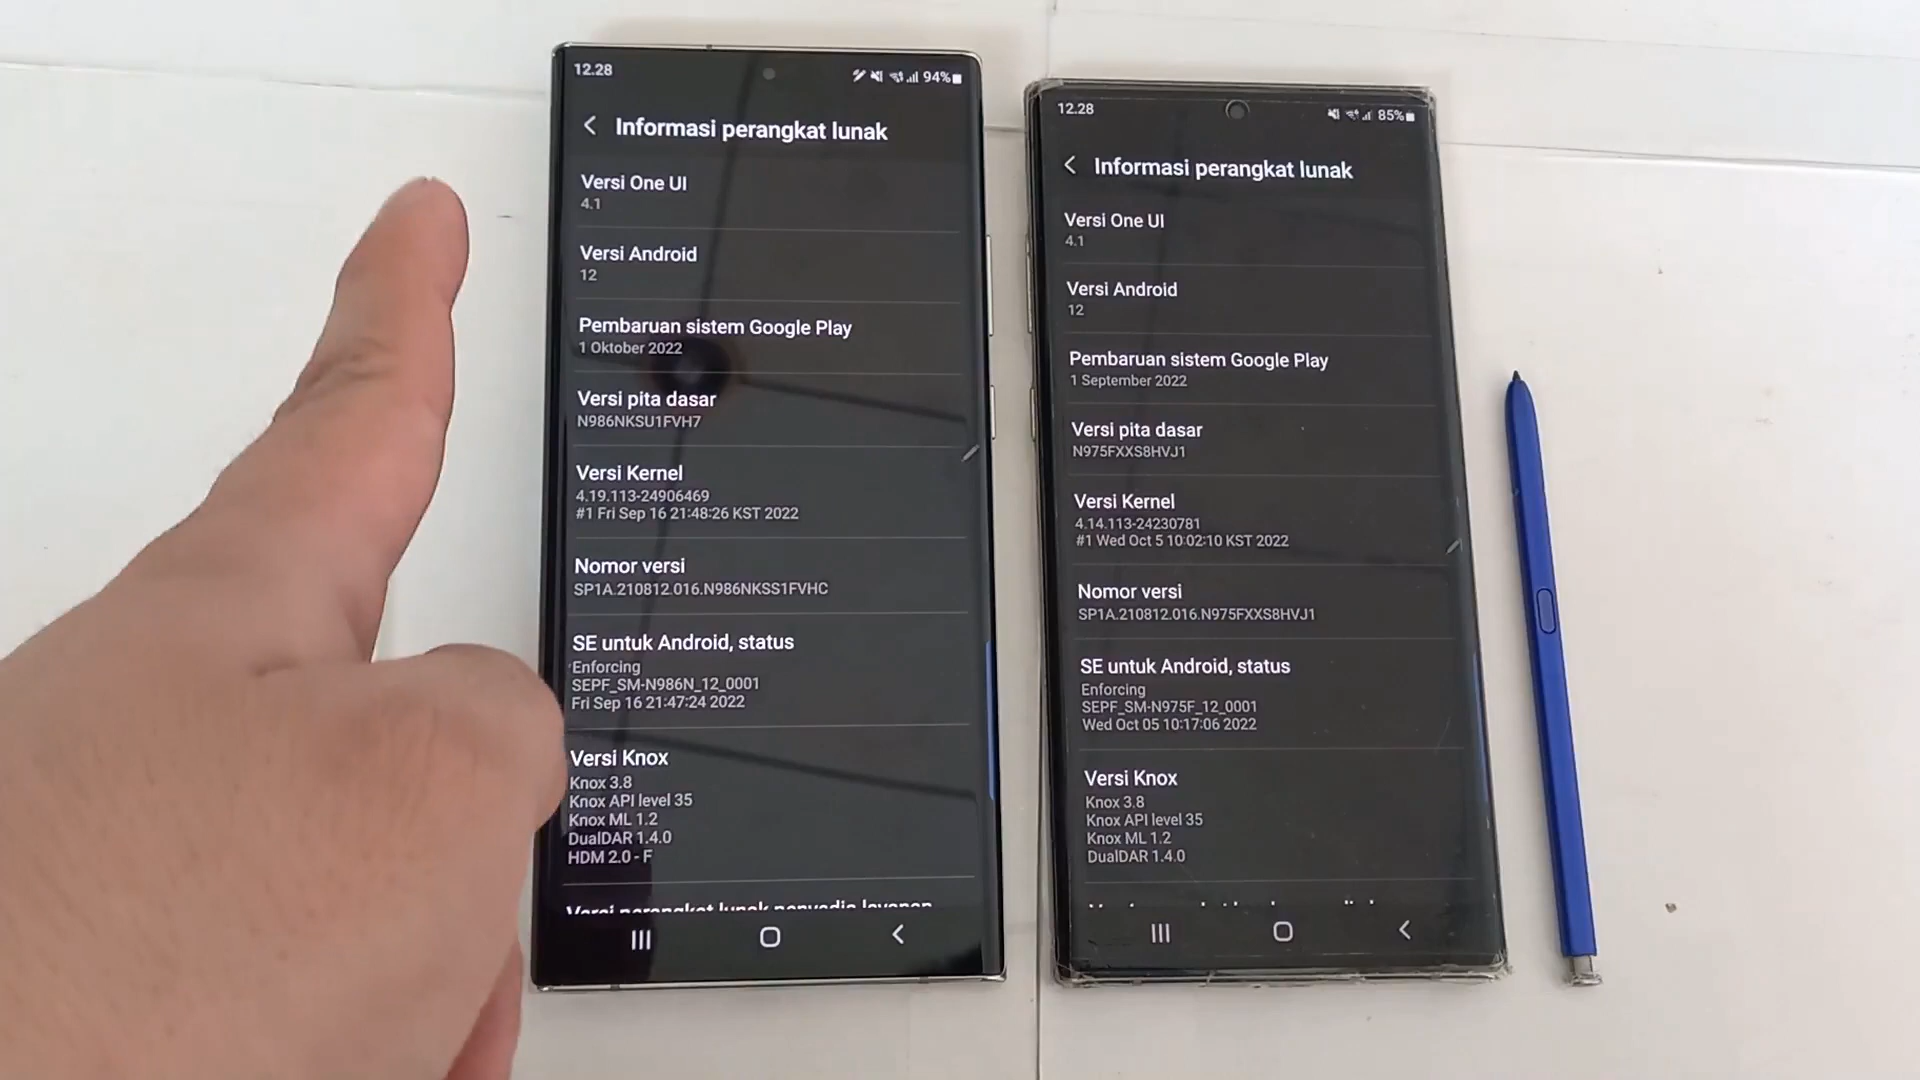 12.28
94%
Informasi perangkat lunak
Versi One UI
4.1
Versi Android
12
Pembaruan sistem Google Play
1 Oktober 2022
Versi pita dasar
N986NKSU1FVH7
Versi Kernel
4.19.113-24906469
#1 Fri Sep 16 21:48:26 KST 2022
Nomor versi
SP1A.210812.016.N986NKSS1FVHC
SE untuk Android, status
Enforcing
SEPF_SM-N986N_12_0001
Fri Sep 16 21:47:24 2022
Versi Knox
Knox 3.8
Knox API level 35
Knox ML 1.2
DualDAR 1.4.0
HDM 2.0 - F
Versi perangkat lunak penyedia layanan
12.28
85%
Informasi perangkat lunak
Versi One UI
4.1
Versi Android
12
Pembaruan sistem Google Play
1 September 2022
Versi pita dasar
N975FXXS8HVJ1
Versi Kernel
4.14.113-24230781
#1 Wed Oct 5 10:02:10 KST 2022
Nomor versi
SP1A.210812.016.N975FXXS8HVJ1
SE untuk Android, status
Enforcing
SEPF_SM-N975F_12_0001
Wed Oct 05 10:17:06 2022
Versi Knox
Knox 3.8
Knox API level 35
Knox ML 1.2
DualDAR 1.4.0